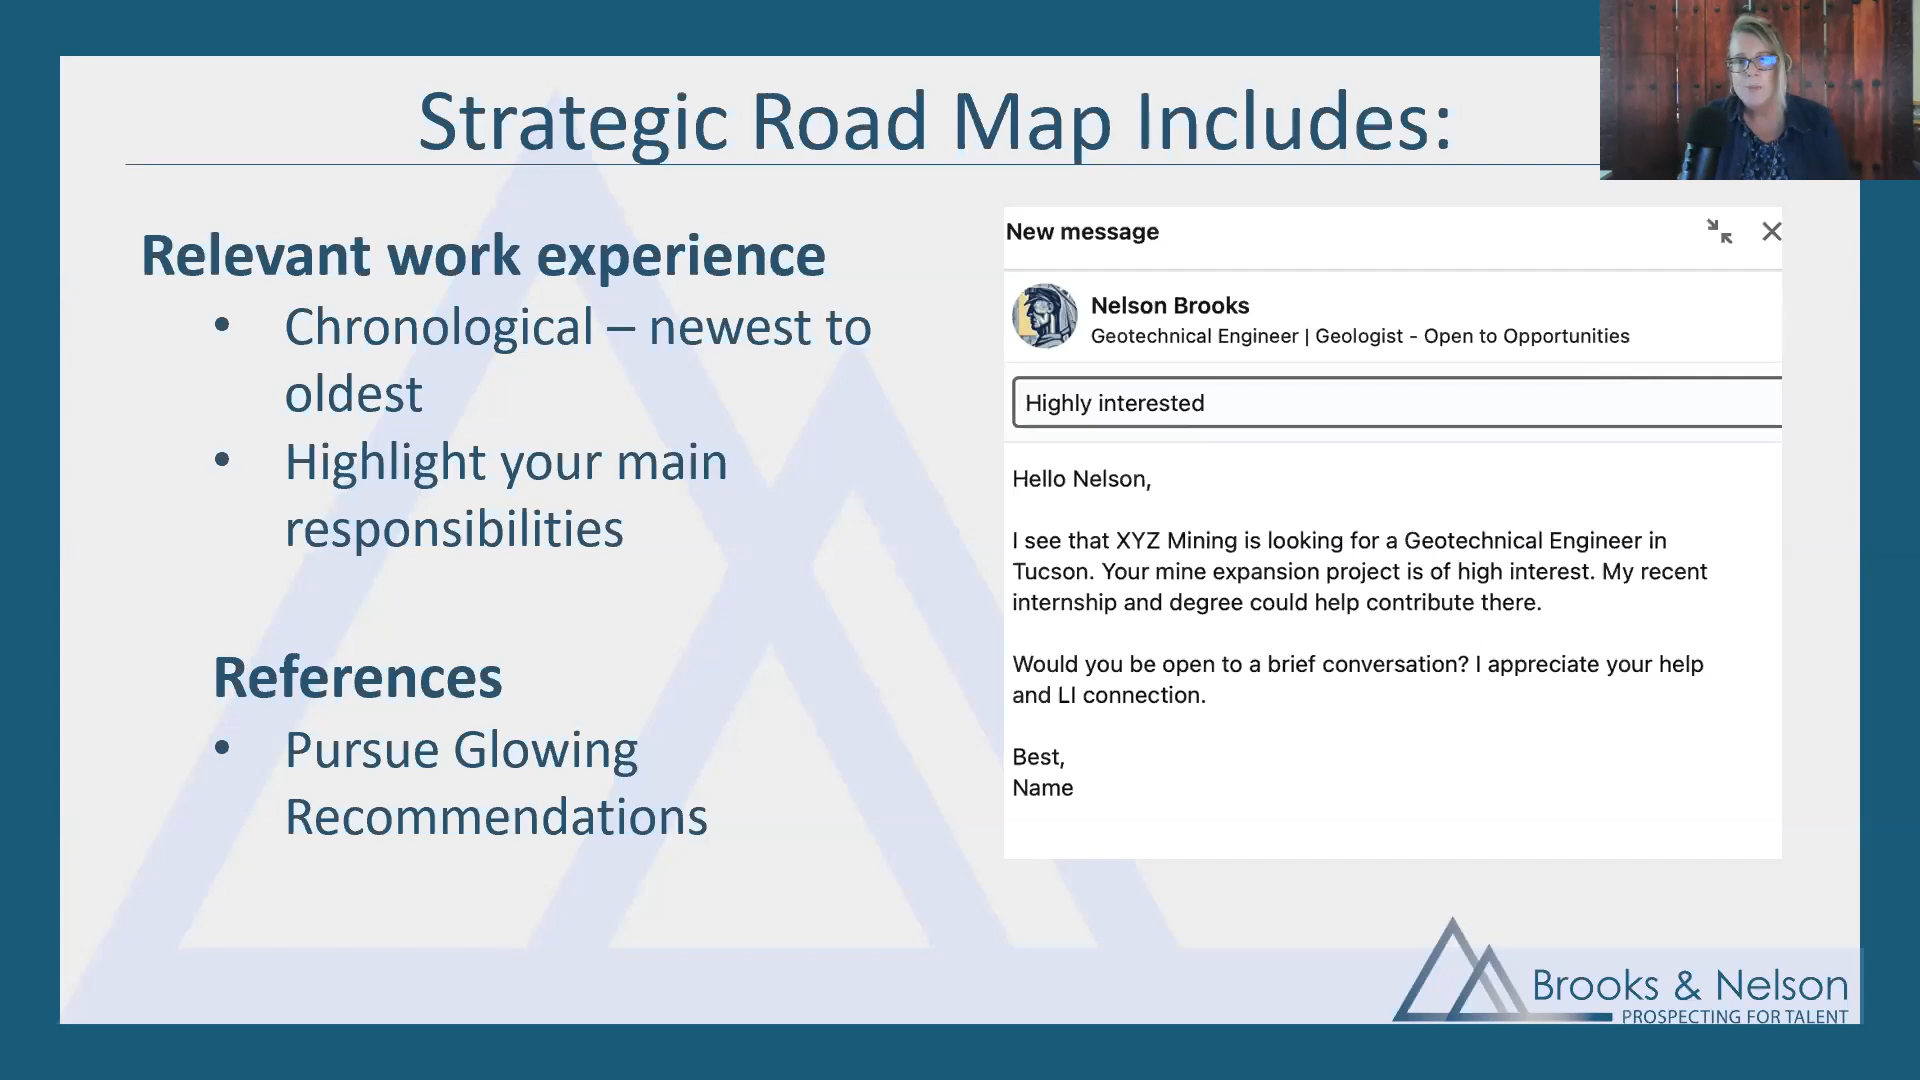 Strategic Road Map Includes:
Relevant work experience
• Chronological – newest to
oldest
• Highlight your main
responsibilities
References
• Pursue Glowing
Recommendations
New message
Nelson Brooks
Geotechnical Engineer | Geologist - Open to Opportunities
Highly interested
Hello Nelson,
I see that XYZ Mining is looking for a Geotechnical Engineer in
Tucson. Your mine expansion project is of high interest. My recent
internship and degree could help contribute there.
Would you be open to a brief conversation? I appreciate your help
and LI connection.
Best,
Name
Brooks & Nelson
PROSPECTING FOR TALENT